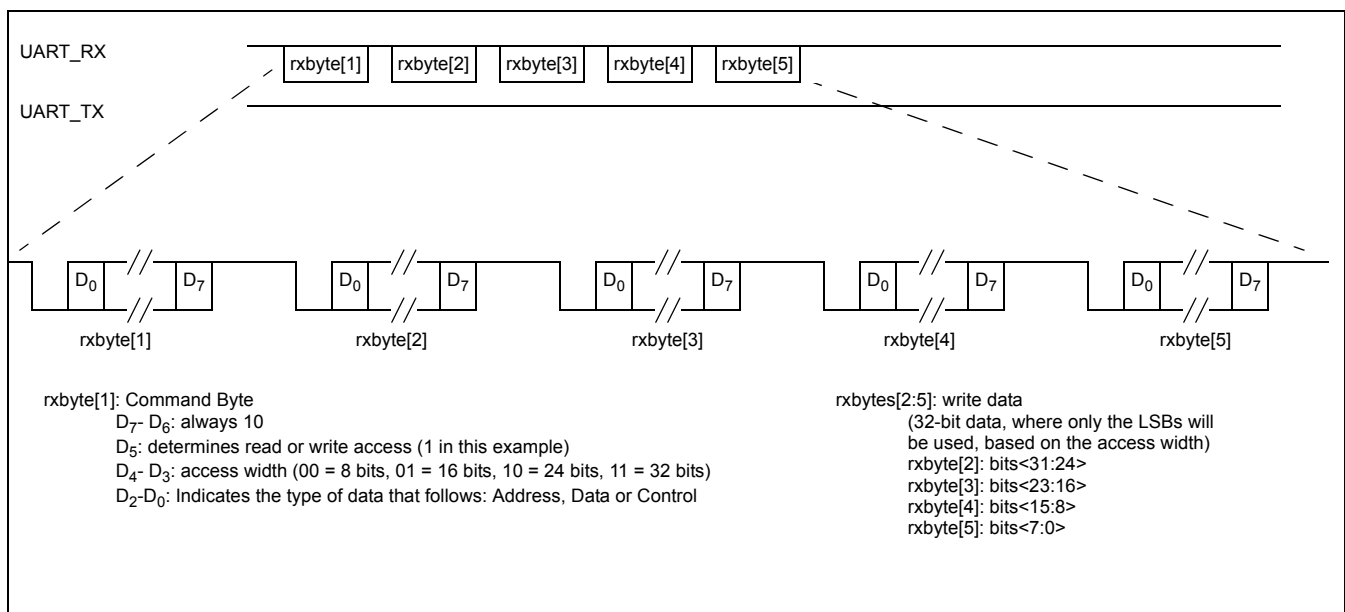 UART_RX
rxbyte[1] rxbyte[2] rxbyte[3] rxbyte[4] rxbyte[5]
UART_TX
D0 D7 D0 D7 D0 D7 D0 D7 D0 D7
rxbyte[1] rxbyte[2] rxbyte[3] rxbyte[4] rxbyte[5]
rxbyte[1]: Command Byte
D7- D6: always 10
D5: determines read or write access (1 in this example)
D4- D3: access width (00 = 8 bits, 01 = 16 bits, 10 = 24 bits, 11 = 32 bits)
D2-D0: Indicates the type of data that follows: Address, Data or Control
rxbytes[2:5]: write data
(32-bit data, where only the LSBs will
be used, based on the access width)
rxbyte[2]: bits<31:24>
rxbyte[3]: bits<23:16>
rxbyte[4]: bits<15:8>
rxbyte[5]: bits<7:0>